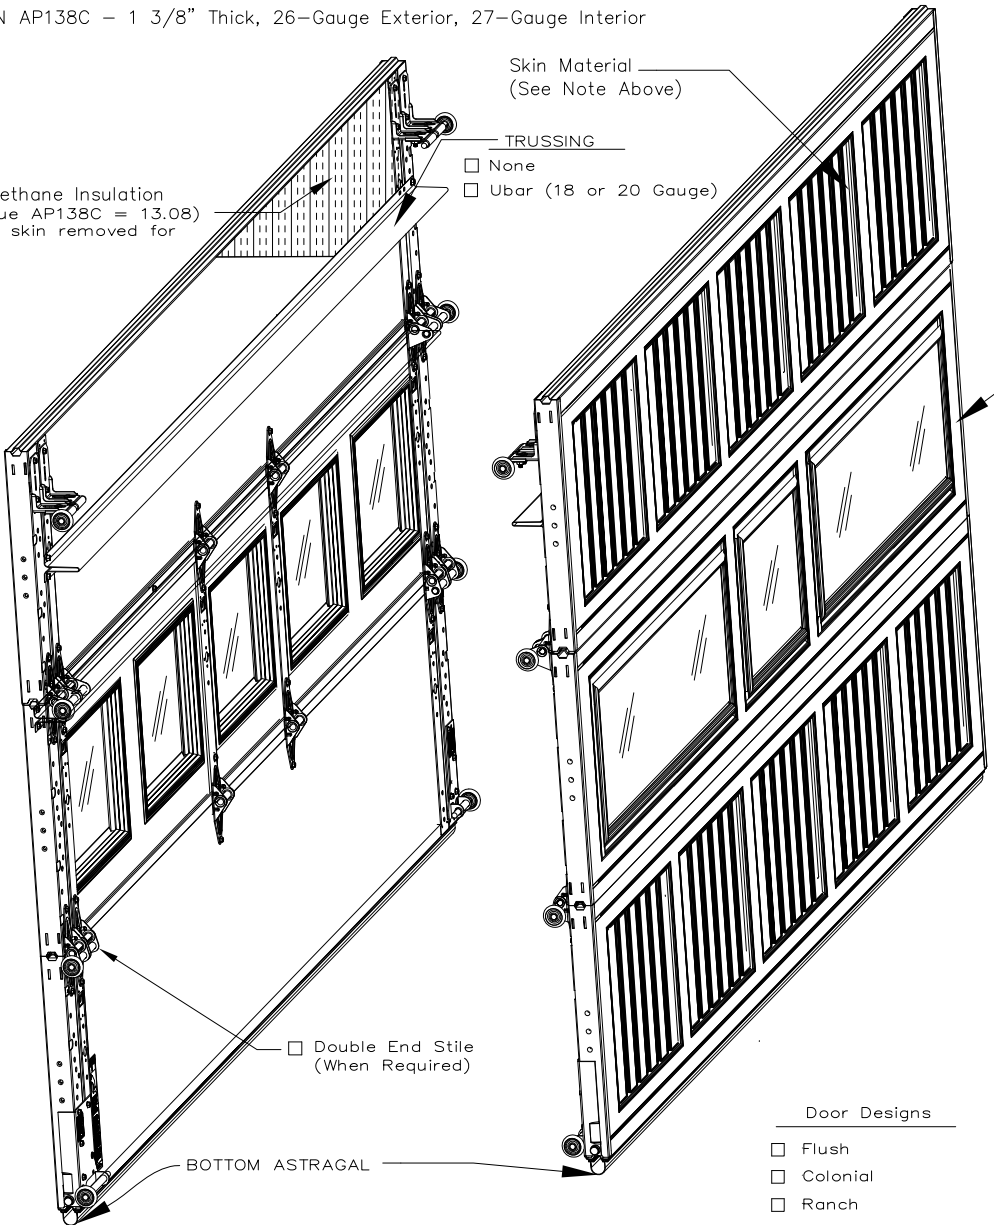 AP138C – 1 3/8” Thick, 26–Gauge Exterior, 27–Gauge Interior
Skin Material
(See Note Above)
TRUSSING
□ None
□ Ubar (18 or 20 Gauge)
Insulation
AP138C = 13.08)
skin removed for
□ Double End Stile
(When Required)
BOTTOM ASTRAGAL
Door Designs
□ Flush
□ Colonial
□ Ranch